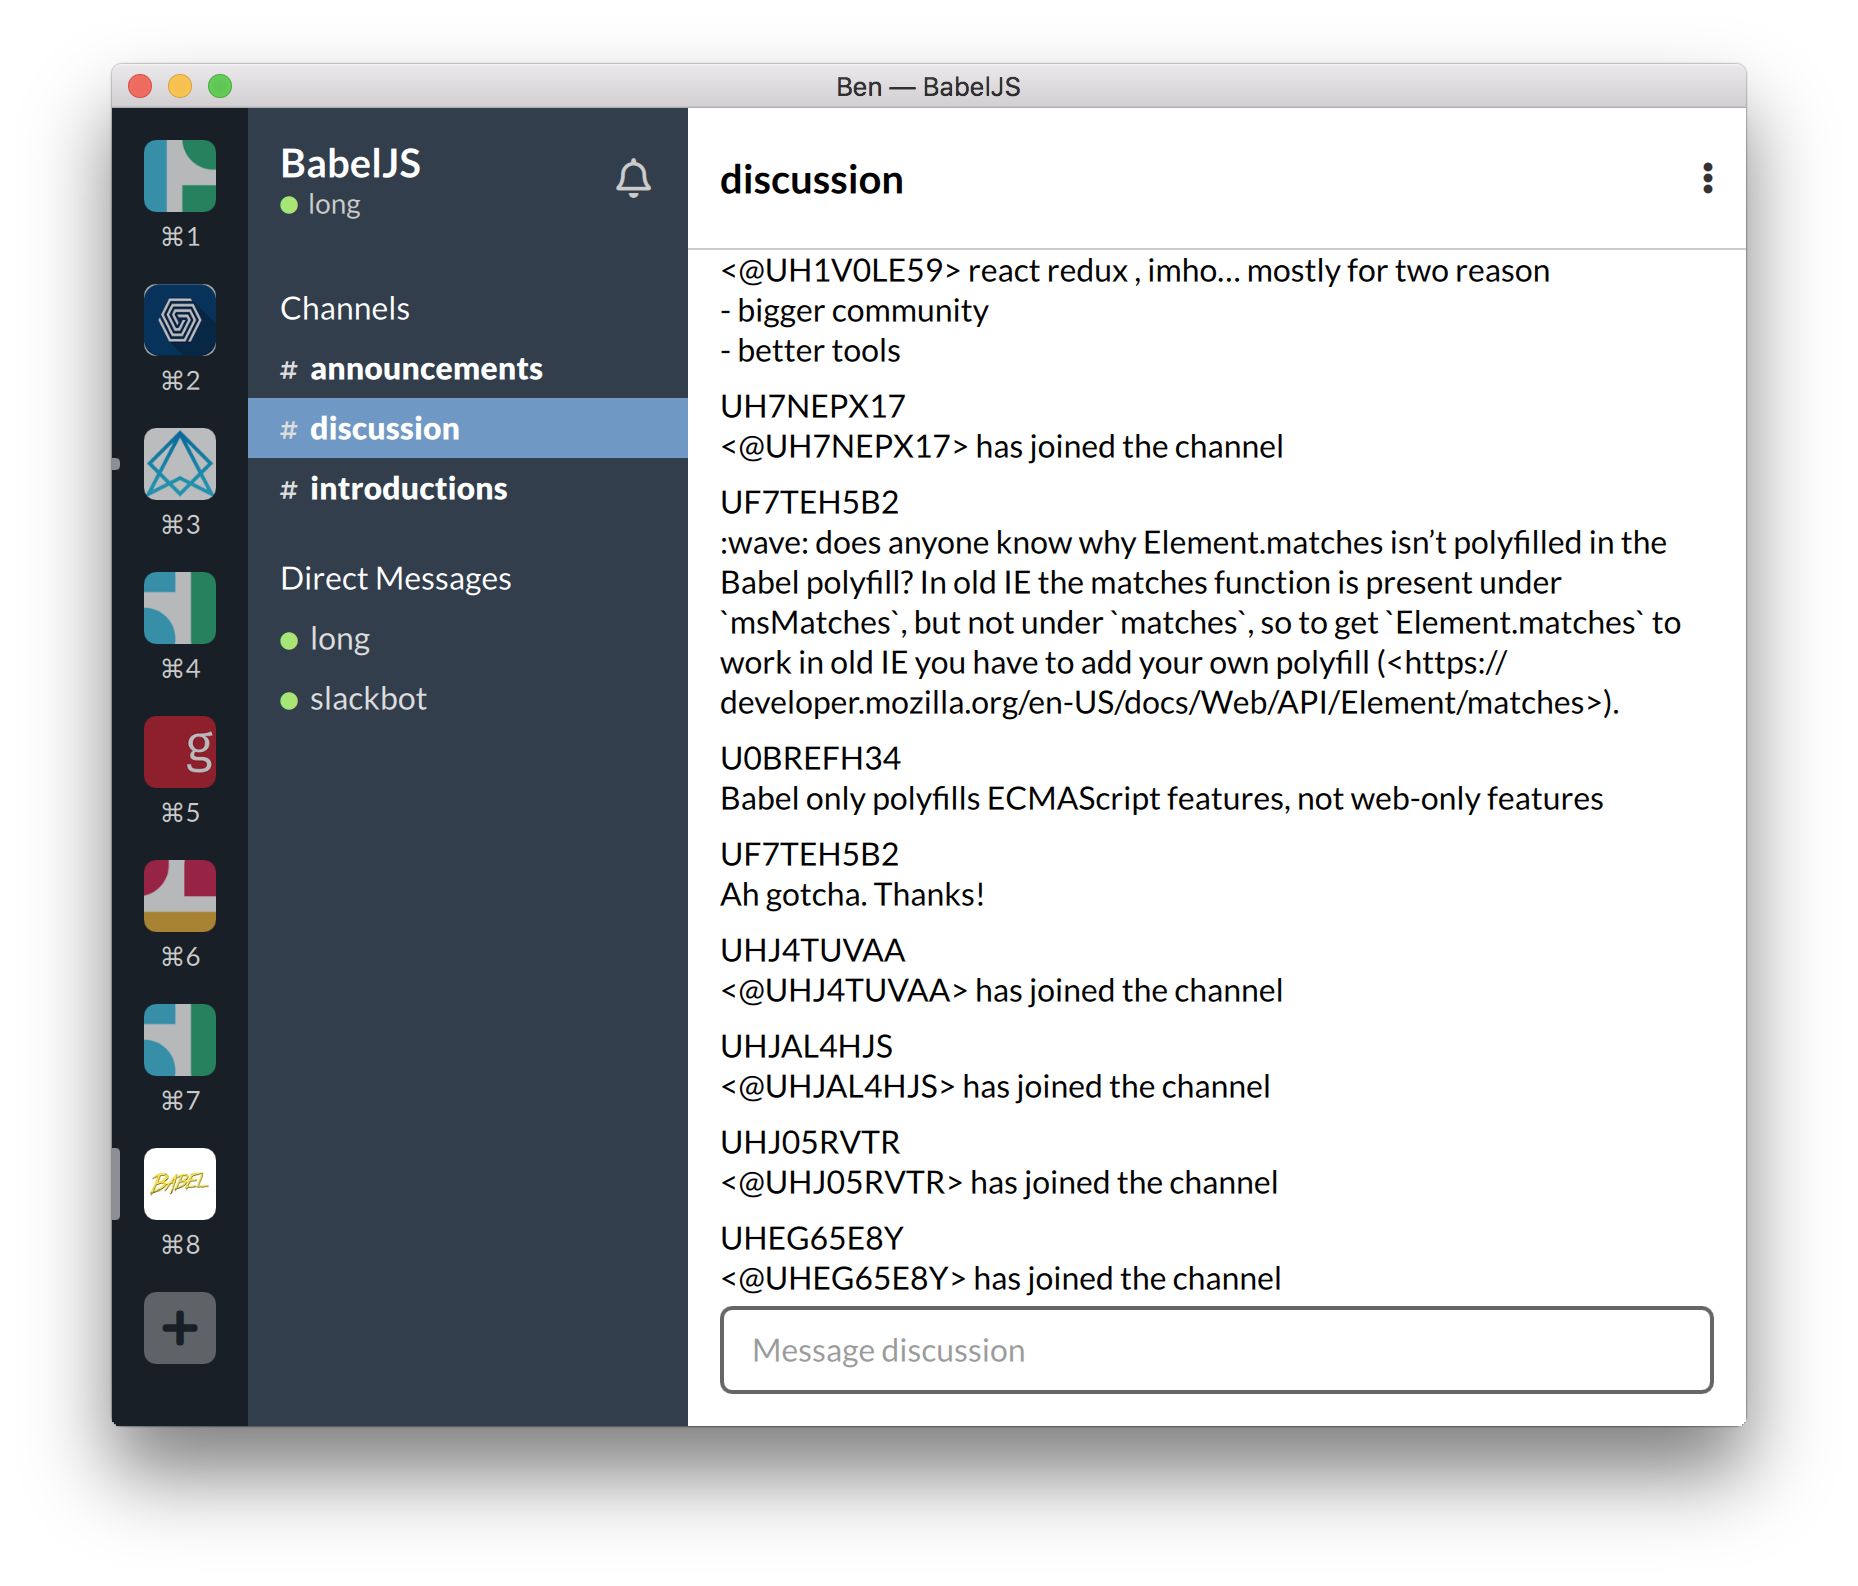 Ben — BabelJS
⌘1
⌘2
⌘3
⌘4
g
⌘5
⌘6
⌘7
BABEL
⌘8
BabelJS
long
Channels
# announcements
# discussion
# introductions
Direct Messages
long
slackbot
discussion
<@UH1V0LE59> react redux , imho... mostly for two reason
- bigger community
- better tools
UH7NEPX17
<@UH7NEPX17> has joined the channel
UF7TEH5B2
:wave: does anyone know why Element.matches isn’t polyfilled in the
Babel polyfill? In old IE the matches function is present under
`msMatches`, but not under `matches`, so to get `Element.matches` to
work in old IE you have to add your own polyfill (<https://
developer.mozilla.org/en-US/docs/Web/API/Element/matches>).
U0BREFH34
Babel only polyfills ECMAScript features, not web-only features
UF7TEH5B2
Ah gotcha. Thanks!
UHJ4TUVAA
<@UHJ4TUVAA> has joined the channel
UHJAL4HJS
<@UHJAL4HJS> has joined the channel
UHJ05RVTR
<@UHJ05RVTR> has joined the channel
UHEG65E8Y
<@UHEG65E8Y> has joined the channel
Message discussion